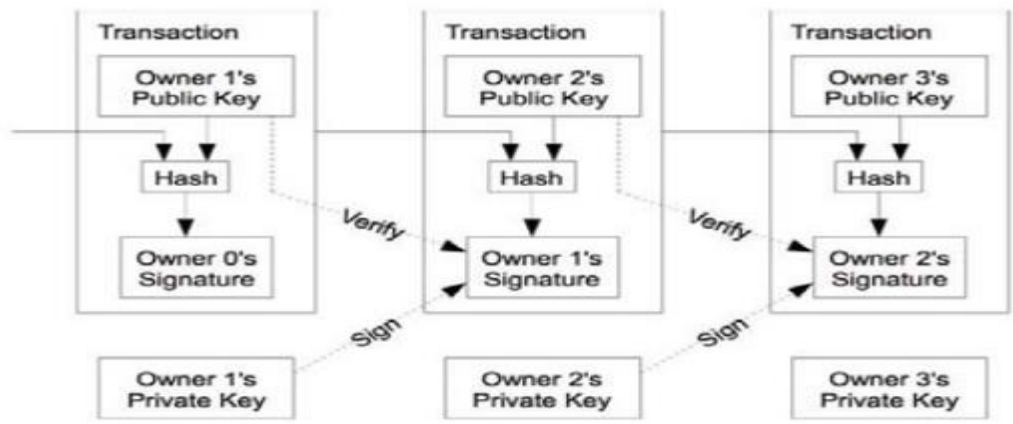 Transaction
Owner 1's
Public Key
Hash
Owner 0's
Signature
Verify
Sign
Owner 1's
Private Key
Transaction
Owner 2's
Public Key
Hash
Owner 1's
Signature
Verify
Sign
Owner 2's
Private Key
Transaction
Owner 3's
Public Key
Hash
Owner 2's
Signature
Owner 3's
Private Key